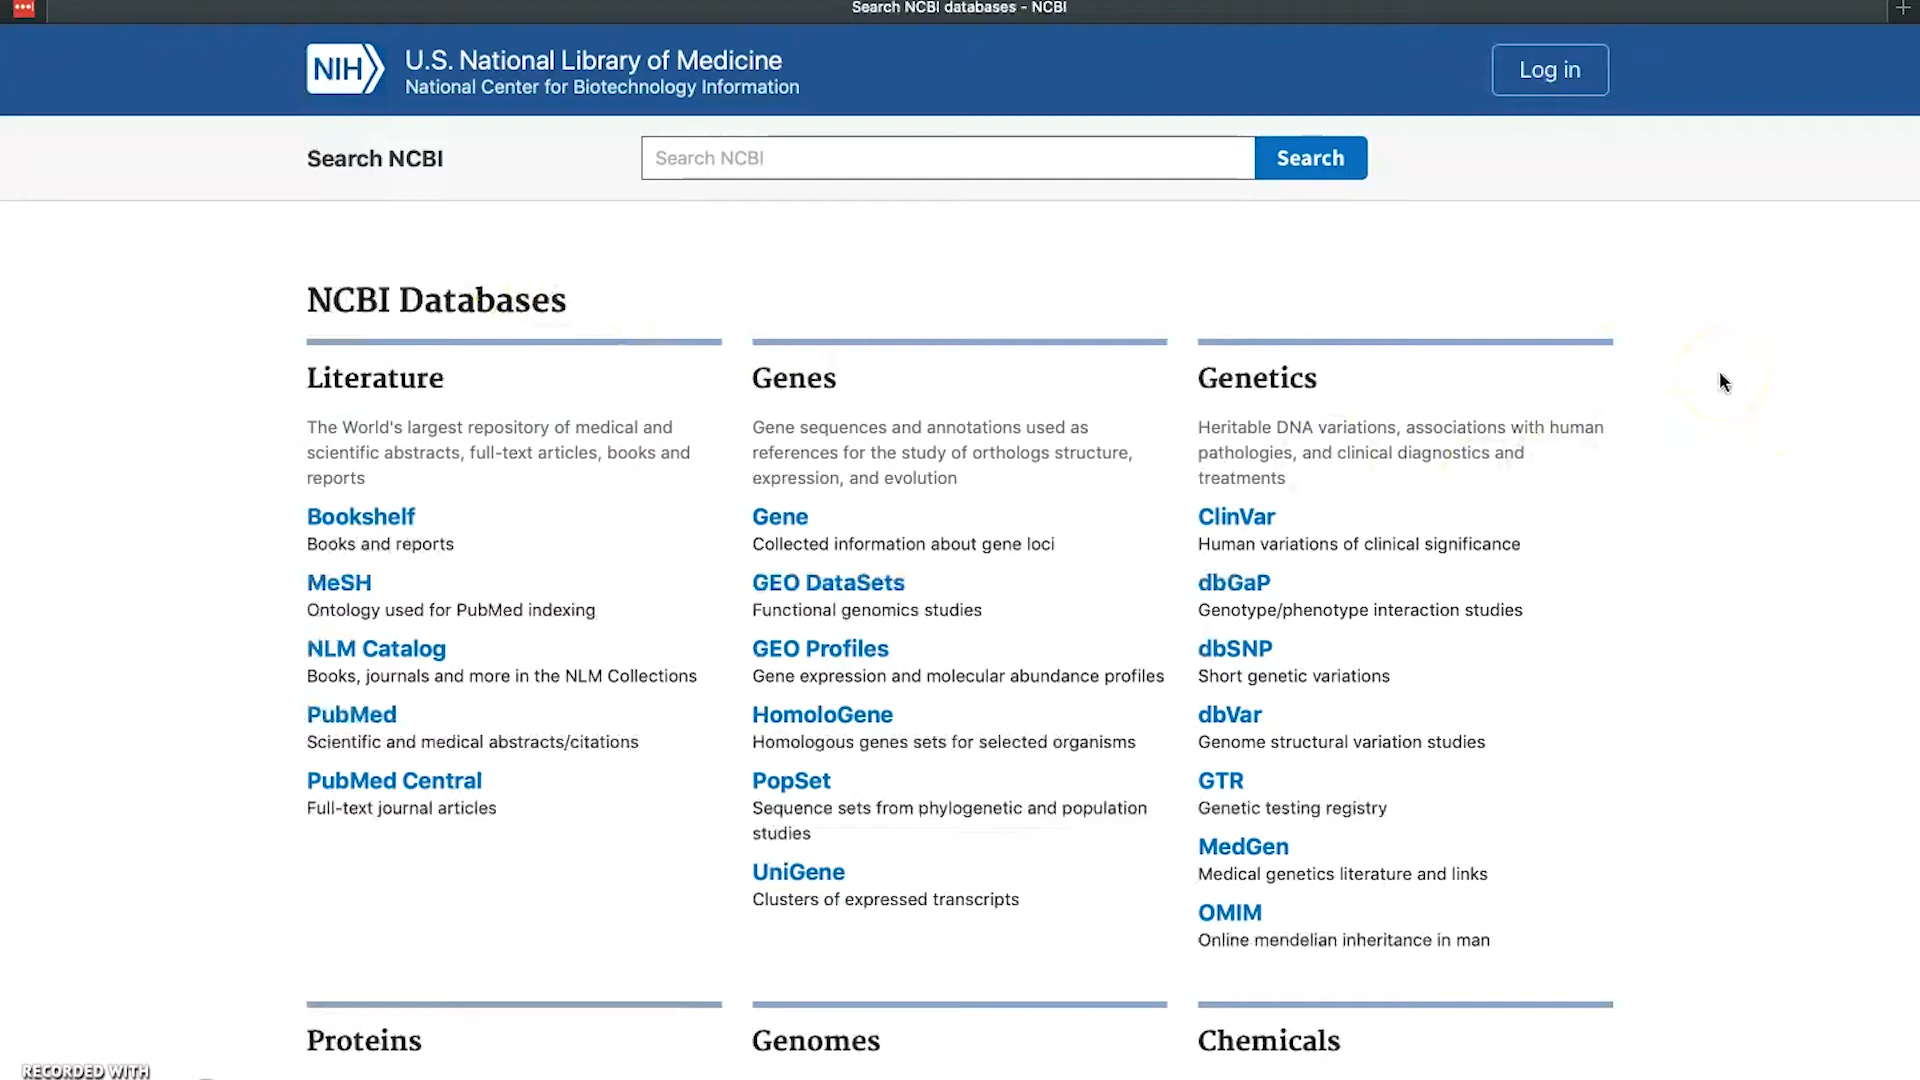 Search NCBI databases - NCBI
NIH
U.S. National Library of Medicine
National Center for Biotechnology Information
Log in
Search NCBI
Search NCBI
Search
NCBI Databases
Literature
The World's largest repository of medical and
scientific abstracts, full-text articles, books and
reports
Bookshelf
Books and reports
MeSH
Ontology used for PubMed indexing
NLM Catalog
Books, journals and more in the NLM Collections
PubMed
Scientific and medical abstracts/citations
PubMed Central
Full-text journal articles
Genes
Gene sequences and annotations used as
references for the study of orthologs structure,
expression, and evolution
Gene
Collected information about gene loci
GEO DataSets
Functional genomics studies
GEO Profiles
Gene expression and molecular abundance profiles
HomoloGene
Homologous genes sets for selected organisms
PopSet
Sequence sets from phylogenetic and population
studies
UniGene
Clusters of expressed transcripts
Genetics
Heritable DNA variations, associations with human
pathologies, and clinical diagnostics and
treatments
ClinVar
Human variations of clinical significance
dbGaP
Genotype/phenotype interaction studies
dbSNP
Short genetic variations
dbVar
Genome structural variation studies
GTR
Genetic testing registry
MedGen
Medical genetics literature and links
OMIM
Online mendelian inheritance in man
Proteins
Genomes
Chemicals
RECORDED WITH